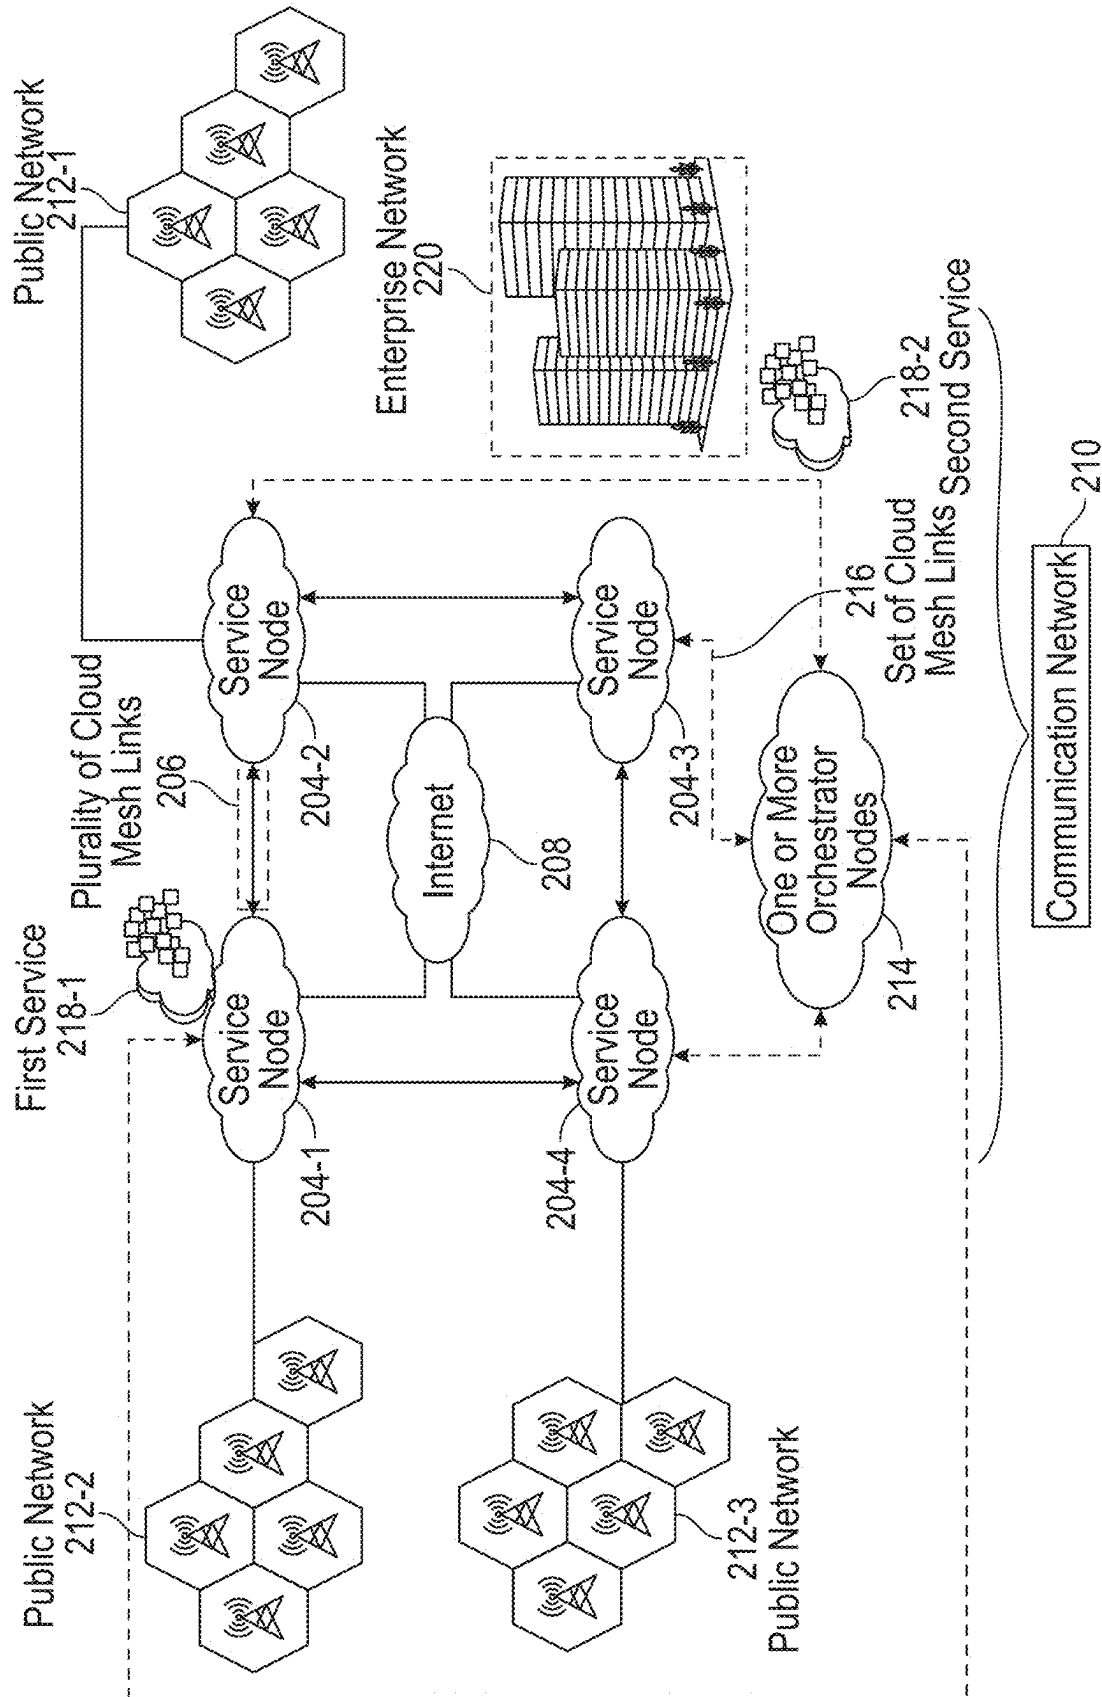 Public Network
212-2
First Service
218-1
Plurality of Cloud
Mesh Links
206
Public Network
212-1
Service
Node
204-1
Service
Node
204-2
Enterprise Network
220
Internet
208
Service
Node
204-4
Service
Node
204-3
212-3
Public Network
One or More
Orchestrator
Nodes
214
216
Set of Cloud
Mesh Links
218-2
Second Service
Communication Network
210